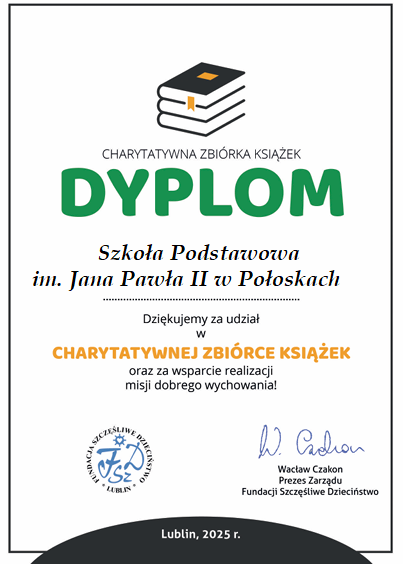 CHARYTATYWNA ZBIÓRKA KSIĄŻEK
DYPLOM
Szkoła Podstawowa
im. Jana Pawła II w Połoskach
Dziękujemy za udział
w
CHARYTATYWNEJ ZBIÓRCE KSIĄŻEK
oraz za wsparcie realizacji
misji dobrego wychowania!
FUNDACJA SZCZĘŚLIWE DZIECIŃSTWO
FSzD
LUBLIN
W. Czakon
Wacław Czakon
Prezes Zarządu
Fundacji Szczęśliwe Dzieciństwo
Lublin, 2025 r.